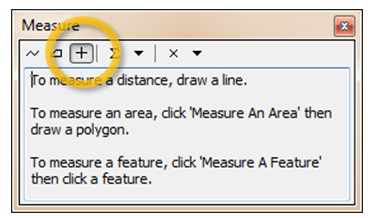 Measure
To measure a distance, draw a line.
To measure an area, click 'Measure An Area' then
draw a polygon.
To measure a feature, click 'Measure A Feature'
then click a feature.